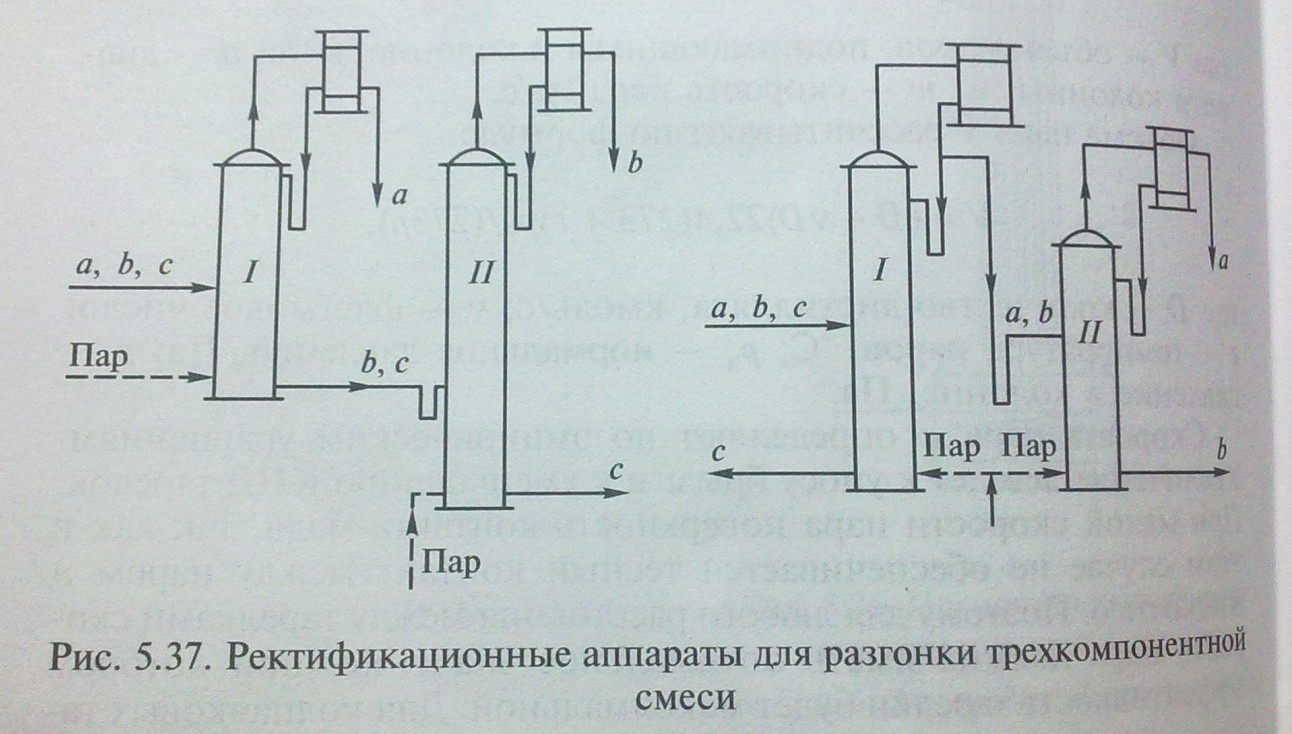 a
b
a, b, c
I
II
Пар
b, c
c
Пар
a
a, b, c
I
a, b
II
c
Пар
Пар
b
Рис. 5.37. Ректификационные аппараты для разгонки трехкомпонентной
смеси